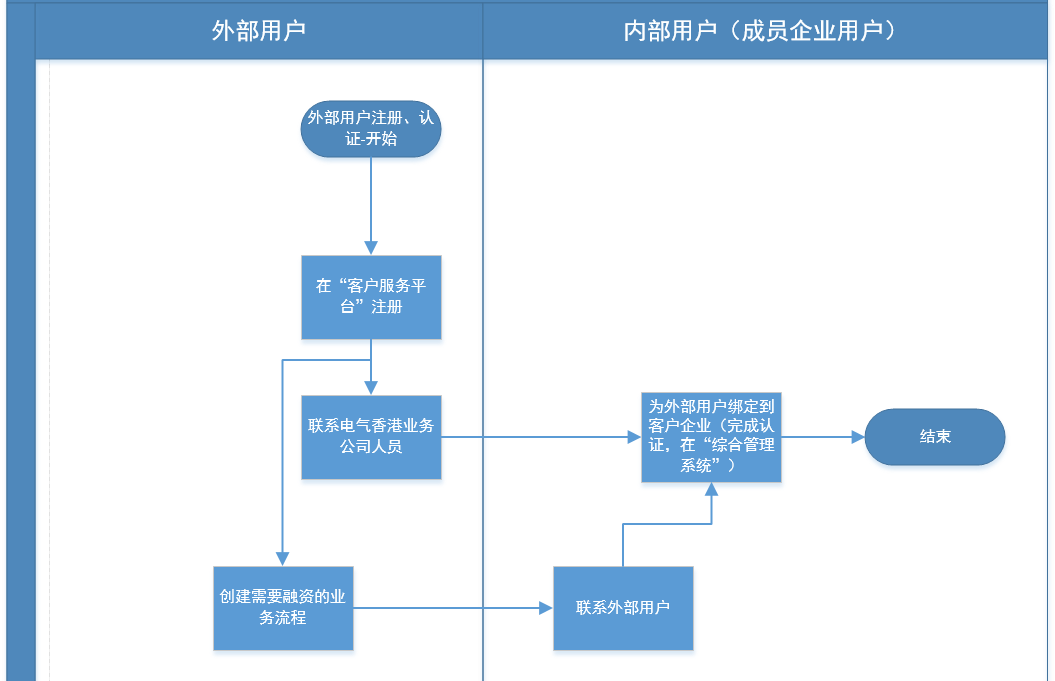 外部用户
内部用户（成员企业用户）
外部用户注册、认
证-开始
在“客户服务平
台”注册
联系电气香港业务
公司人员
为外部用户绑定到
客户企业（完成认
证，在“综合管理
系统”）
结束
创建需要融资的业
务流程
联系外部用户